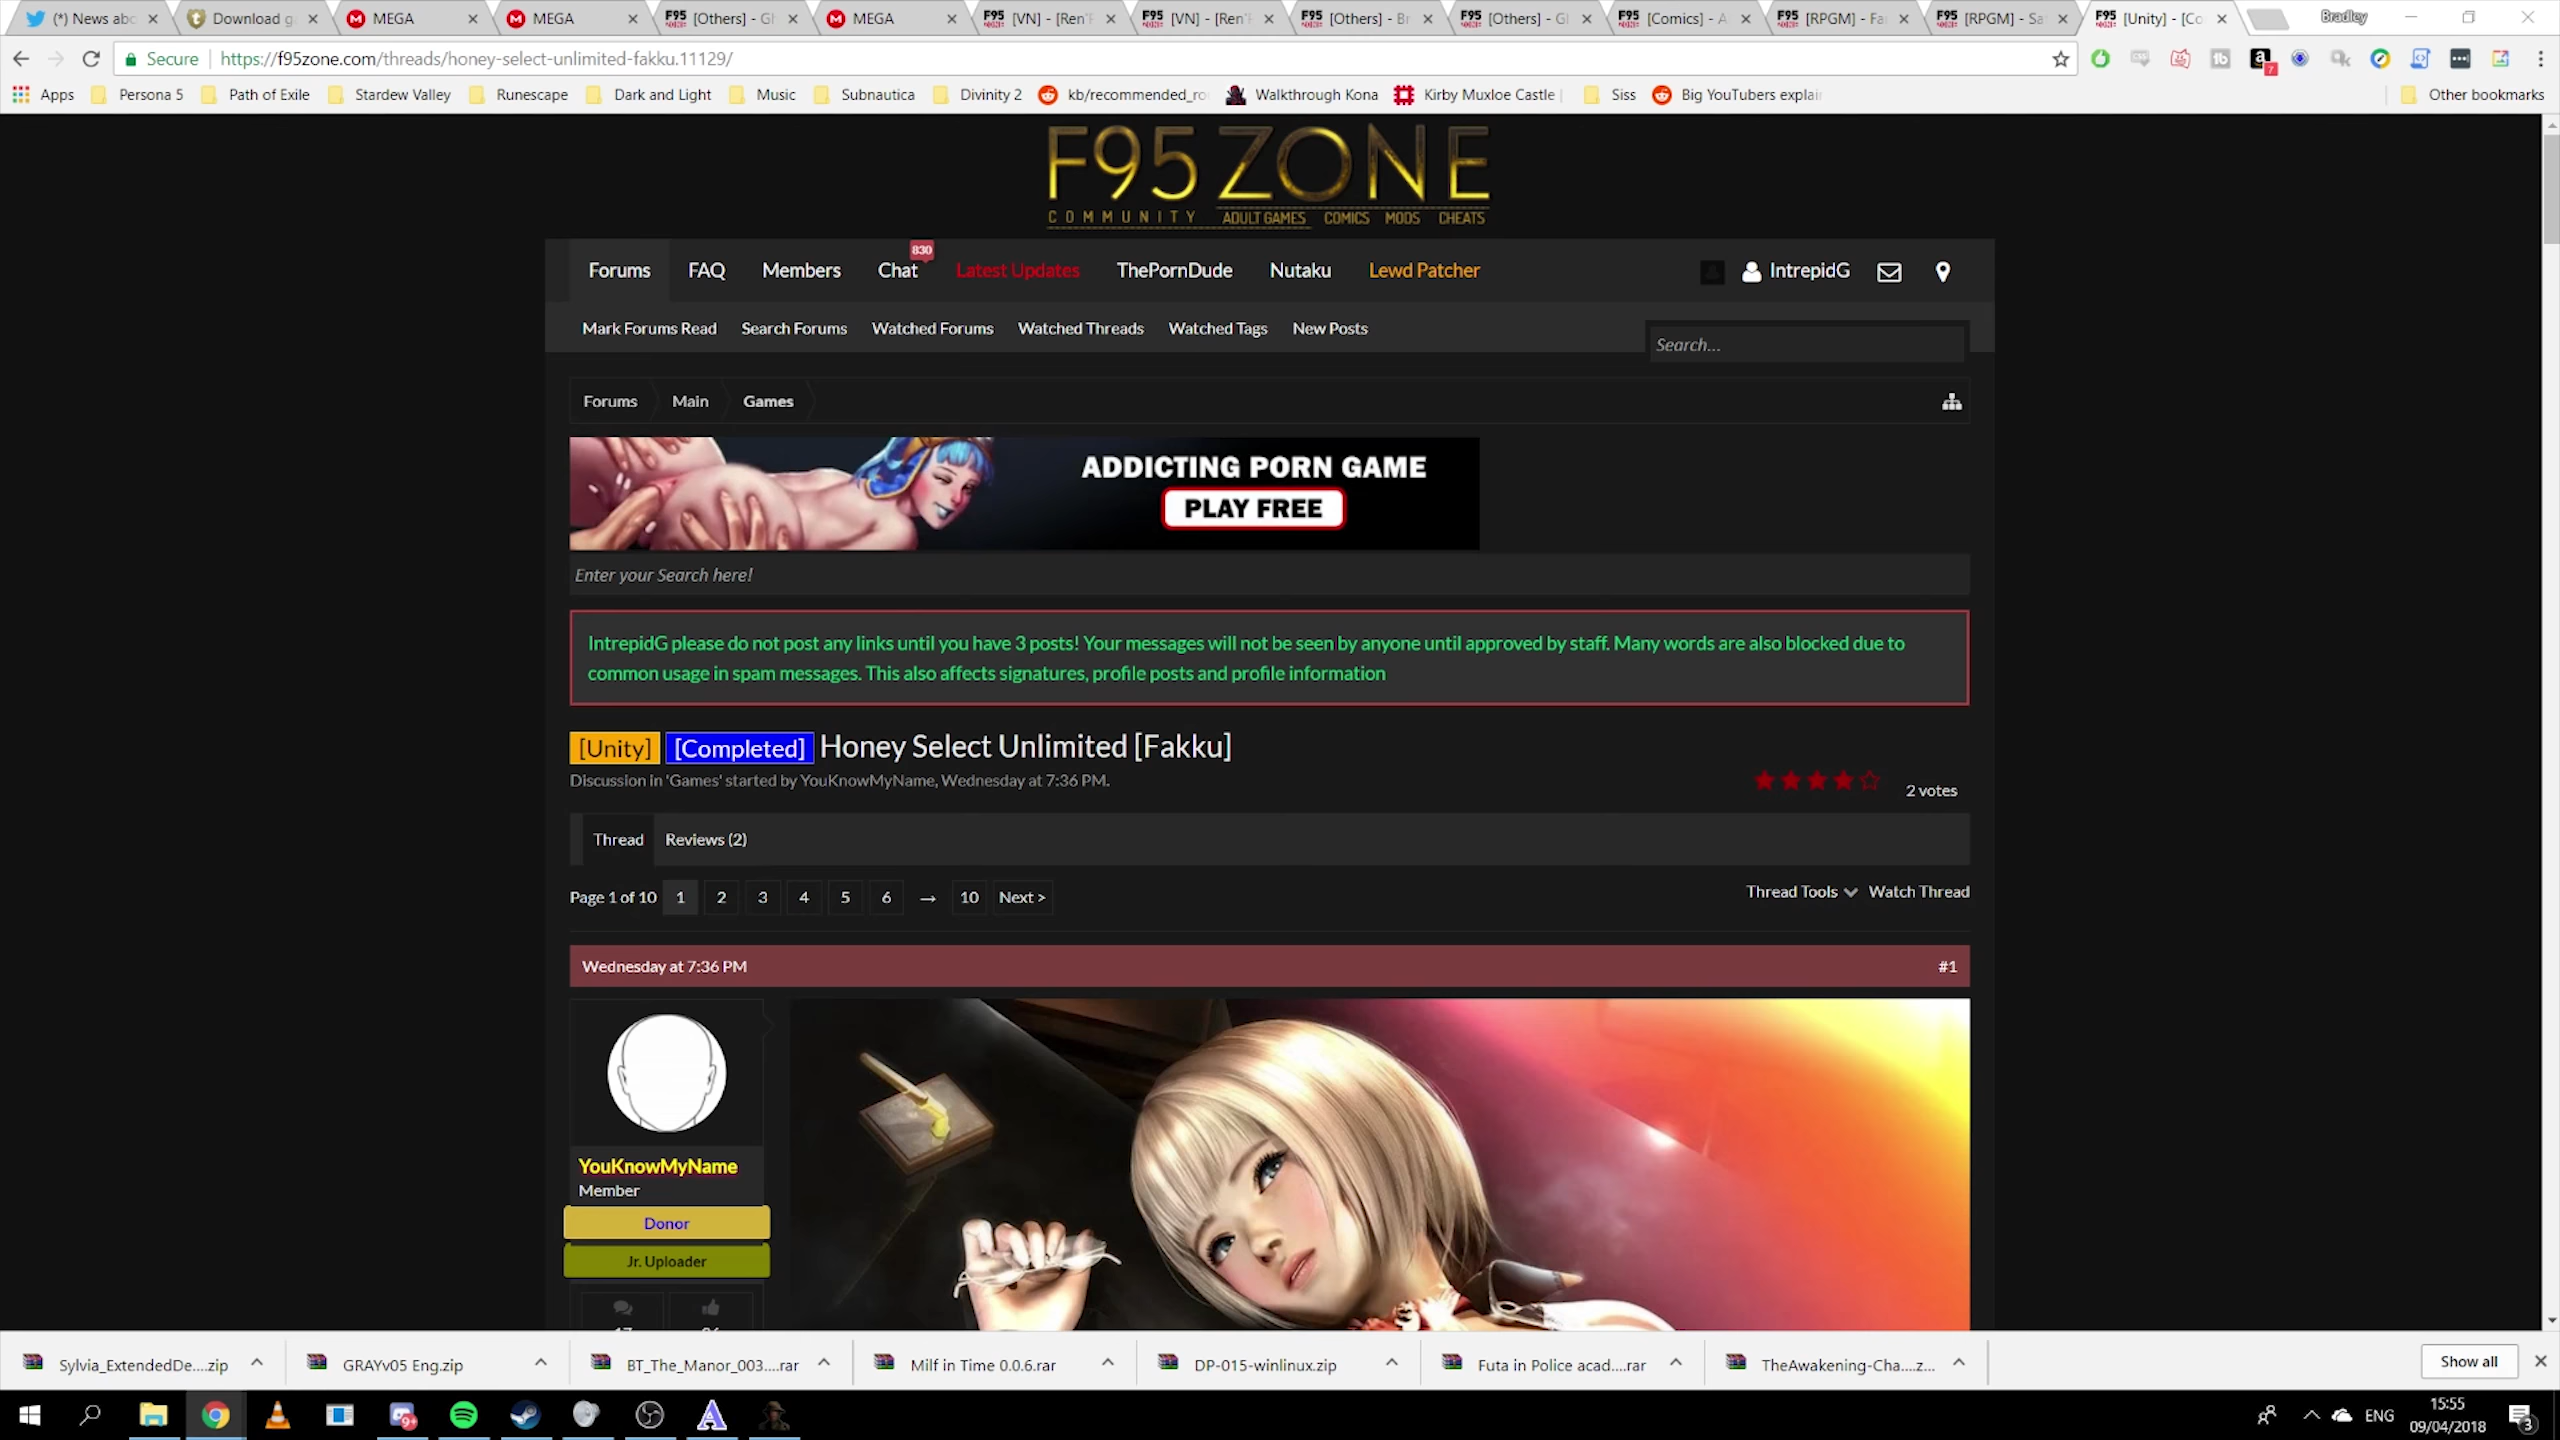 (*) News abc
Download g
MEGA
MEGA
[Others] - Gh
MEGA
[VN] - [Ren'P
[VN] - [Ren'P
[Others] - Br
[Others] - Gl
[Comics] - A
[RPGM] - Fa
[RPGM] - Sa
[Unity] - [Co
Bradley
Secure
https://f95zone.com/threads/honey-select-unlimited-fakku.11129/
Apps
Persona 5
Path of Exile
Stardew Valley
Runescape
Dark and Light
Music
Subnautica
Divinity 2
kb/recommended_ro
Walkthrough Kona
Kirby Muxloe Castle |
Siss
Big YouTubers explai
Other bookmarks
F95 ZONE
COMMUNITY ADULT GAMES COMICS MODS CHEATS
Forums
FAQ
Members
Chat
830
Latest Updates
ThePornDude
Nutaku
Lewd Patcher
IntrepidG
Mark Forums Read
Search Forums
Watched Forums
Watched Threads
Watched Tags
New Posts
Search...
Forums
Main
Games
ADDICTING PORN GAME
PLAY FREE
Enter your Search here!
IntrepidG please do not post any links until you have 3 posts! Your messages will not be seen by anyone until approved by staff. Many words are also blocked due to
common usage in spam messages. This also affects signatures, profile posts and profile information
[Unity] [Completed] Honey Select Unlimited [Fakku]
Discussion in 'Games' started by YouKnowMyName, Wednesday at 7:36 PM.
2 votes
Thread
Reviews (2)
Page 1 of 10 1 2 3 4 5 6 → 10 Next >
Thread Tools
Watch Thread
Wednesday at 7:36 PM
#1
YouKnowMyName
Member
Donor
Jr. Uploader
Sylvia_ExtendedDe....zip
GRAYv05 Eng.zip
BT_The_Manor_003....rar
Milf in Time 0.0.6.rar
DP-015-winlinux.zip
Futa in Police acad....rar
TheAwakening-Cha....z...
Show all
ENG
15:55
09/04/2018
3